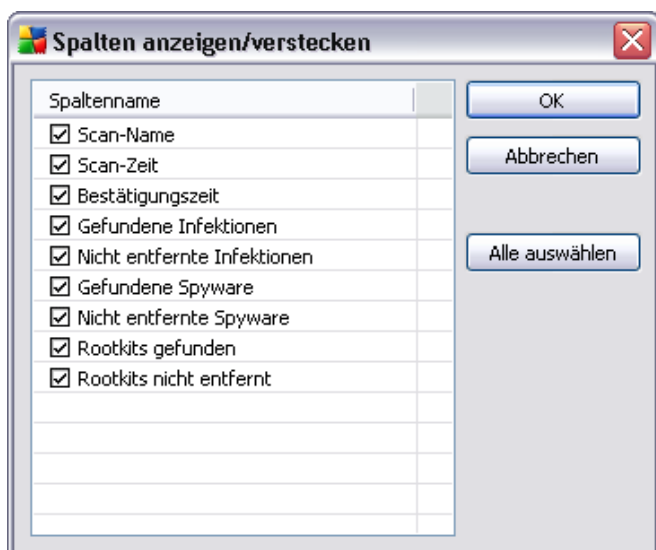 Spalten anzeigen/verstecken
Spaltenname
Scan-Name
Scan-Zeit
Bestätigungszeit
Gefundene Infektionen
Nicht entfernte Infektionen
Gefundene Spyware
Nicht entfernte Spyware
Rootkits gefunden
Rootkits nicht entfernt
OK
Abbrechen
Alle auswählen